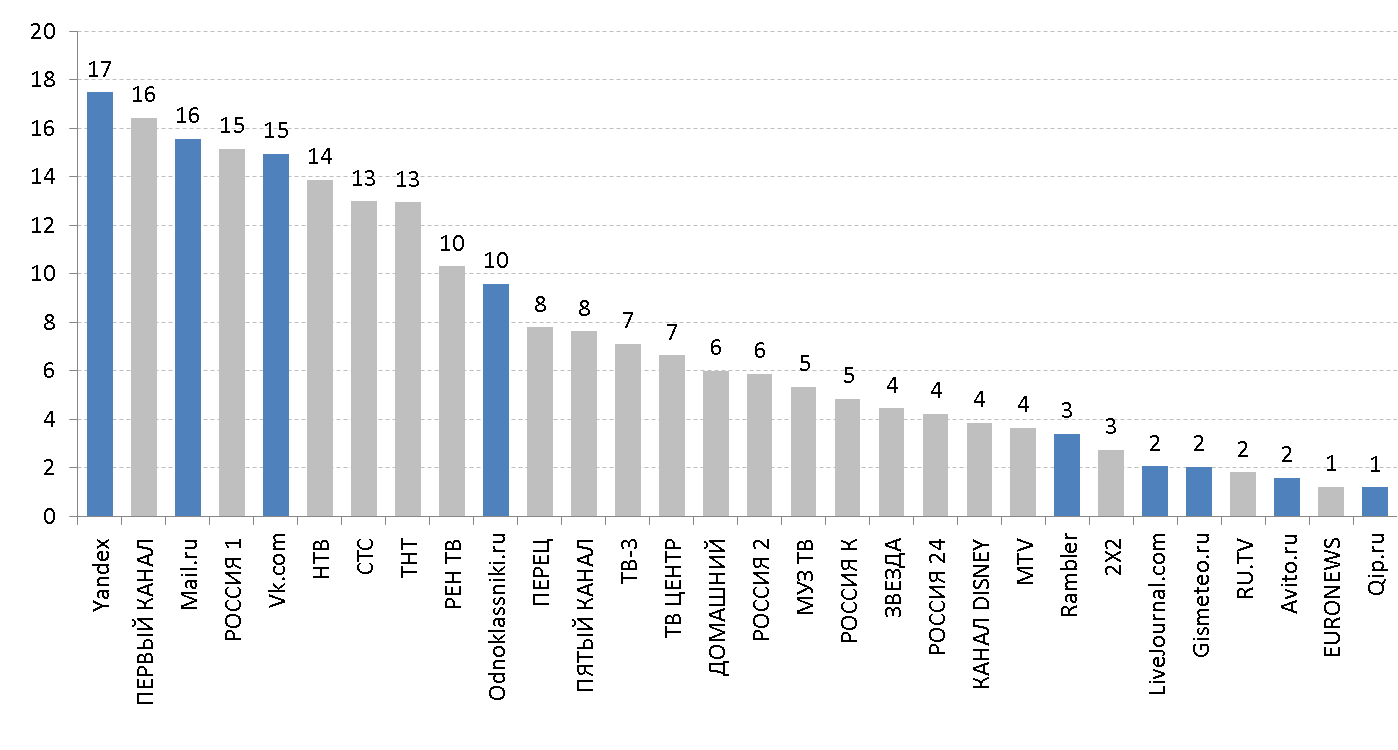 20
18
16
14
12
10
8
6
4
2
0
17
16
16
15
15
14
13
13
10
10
8
8
7
7
6
6
5
5
4
4
4
4
3
3
2
2
2
2
1
1
Yandex
ПЕРВЫЙ КАНАЛ
Mail.ru
РОССИЯ 1
Vk.com
НТВ
СТС
ТНТ
РЕН ТВ
Odnoklassniki.ru
ПЕРЕЦ
ПЯТЫЙ КАНАЛ
ТВ-3
ТВ ЦЕНТР
ДОМАШНИЙ
РОССИЯ 2
МУЗ ТВ
РОССИЯ К
ЗВЕЗДА
РОССИЯ 24
КАНАЛ DISNEY
MTV
Rambler
2X2
LiveJournal.com
Gismeteo.ru
RU.TV
Avito.ru
EURONEWS
Qip.ru